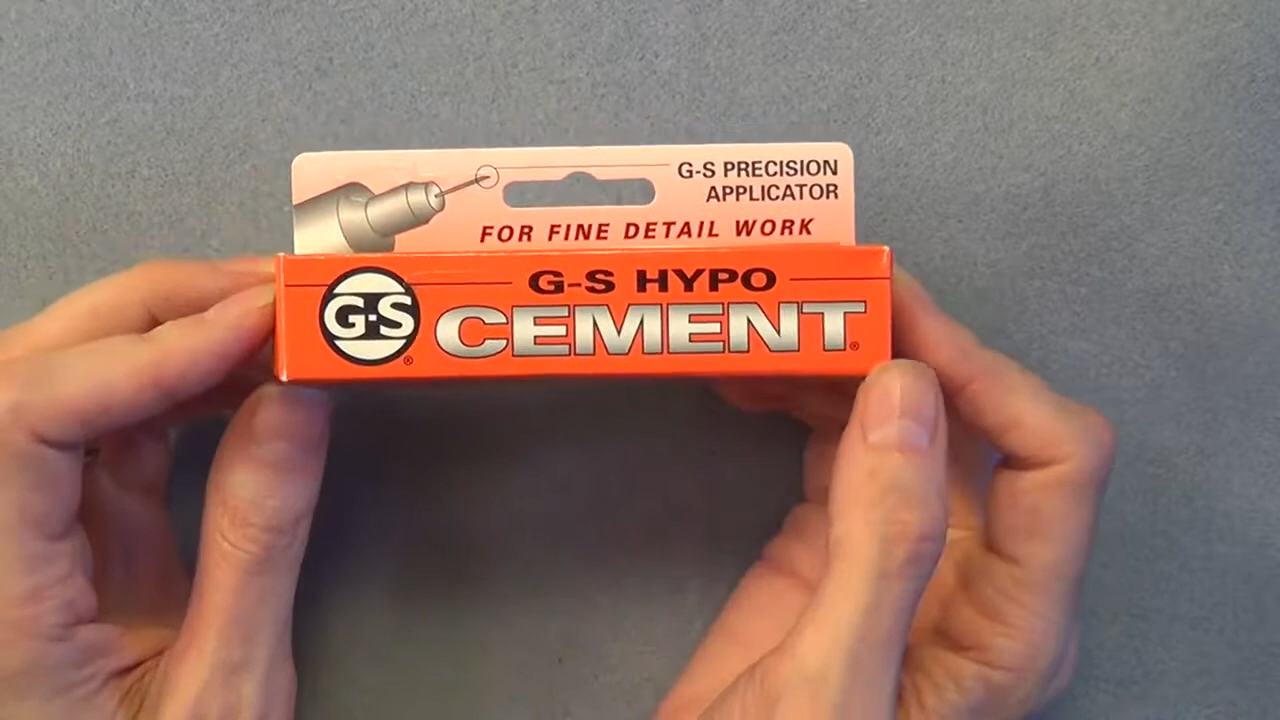 G-S PRECISION
APPLICATOR
FOR FINE DETAIL WORK
G-S HYPO
G·S
CEMENT®
®